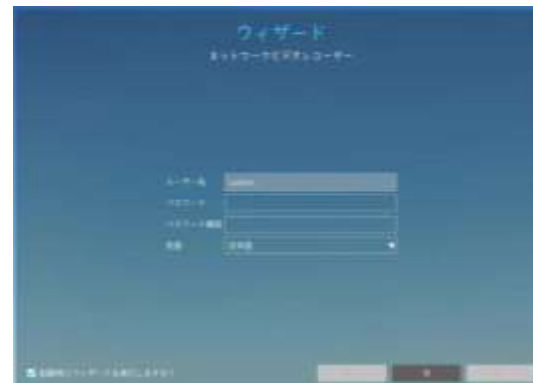 ウィザード
ネットワークビデオレコーダー
ユーザー名 admin
パスワード
パスワード確認
言語 日本語
起動時にウィザードを実行しますか?